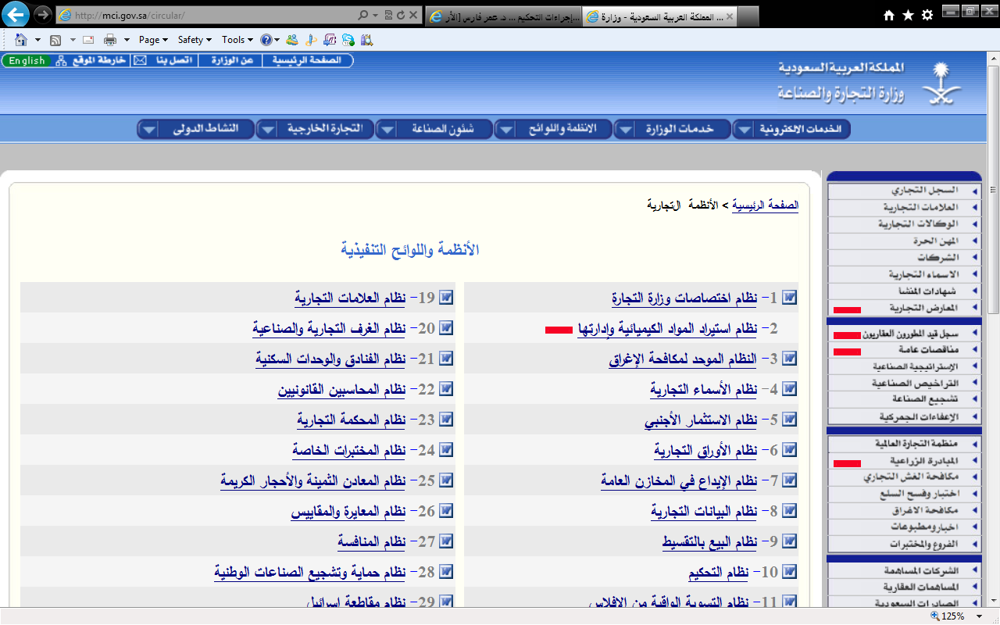 http://mci.gov.sa/circular/
إجراءات التحكيم ... د. عمر فارس [الأر...
المملكة العربية السعودية - وزارة ...
Page
Safety
Tools
English
خارطة الموقع
اتصل بنا
عن الوزارة
الصفحة الرئيسية
المملكة العربية السعودية
وزارة التجارة والصناعة
الخدمات الالكترونية
خدمات الوزارة
الانظمة واللوائح
شئون الصناعة
التجارة الخارجية
النشاط الدولى
السجل التجاري
العلامات التجارية
الوكالات التجارية
المهن الحرة
الشركات
الاسماء التجارية
شهادات المنشا
المعارض التجارية
سجل قيد المطورون العقاريون
مناقصات عامة
الإستراتيجية الصناعية
التراخيص الصناعية
تشجيع الصناعة
الإعفاءات الجمركية
منظمة التجارة العالمية
المبادرة الزراعية
مكافحة الغش التجاري
اختبار وفسح السلع
مكافحة الاغراق
اخبار ومطبوعات
الفروع والمختبرات
الشركات المساهمة
المساهمات العقارية
الصادرات السعودية
الصفحة الرئيسية > الأنظمة التجارية
الأنظمة واللوائح التنفيذية
1- نظام اختصاصات وزارة التجارة
2- نظام استيراد المواد الكيميائية وإدارتها
3- النظام الموحد لمكافحة الإغراق
4- نظام الأسماء التجارية
5- نظام الاستثمار الأجنبي
6- نظام الأوراق التجارية
7- نظام الإيداع في المخازن العامة
8- نظام البيانات التجارية
9- نظام البيع بالتقسيط
10- نظام التحكيم
11- نظام التسوية الواقية من الافلاس
19- نظام العلامات التجارية
20- نظام الغرف التجارية والصناعية
21- نظام الفنادق والوحدات السكنية
22- نظام المحاسبين القانونيين
23- نظام المحكمة التجارية
24- نظام المختبرات الخاصة
25- نظام المعادن الثمينة والأحجار الكريمة
26- نظام المعايرة والمقاييس
27- نظام المنافسة
28- نظام حماية وتشجيع الصناعات الوطنية
29- نظام مقاطعة اسرائيل
125%